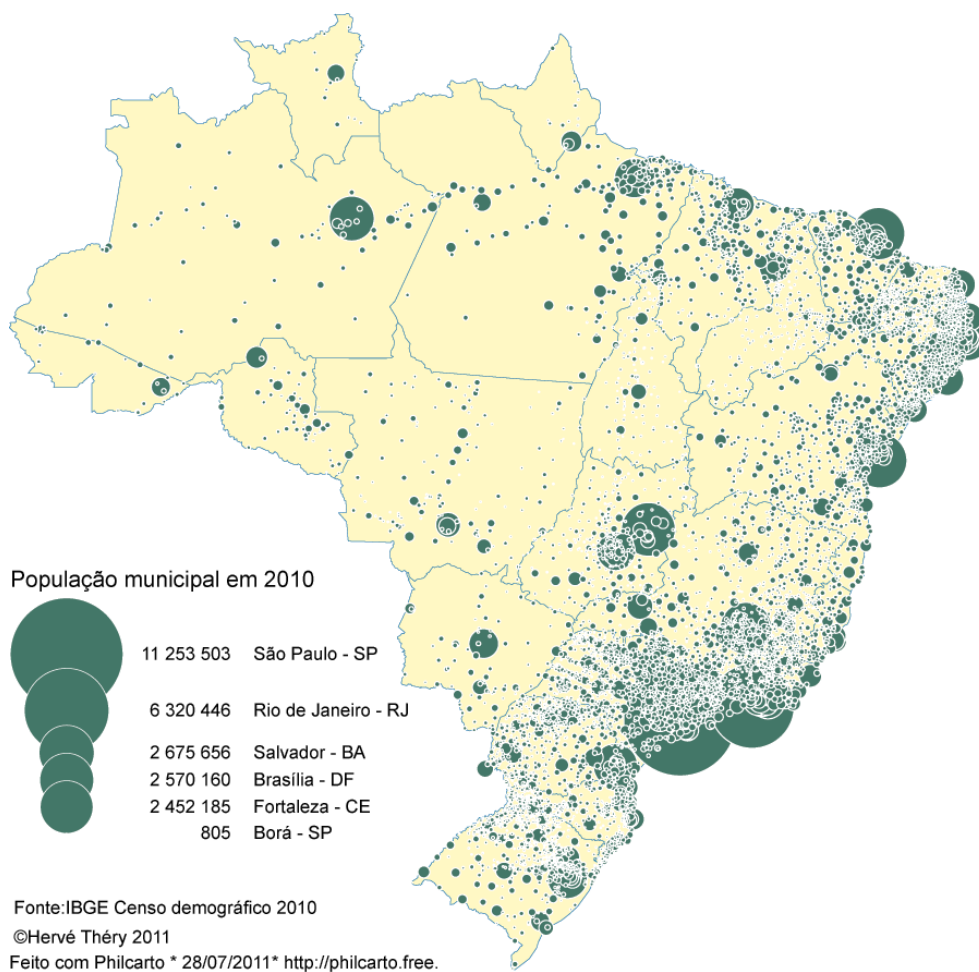 População municipal em 2010
11 253 503 São Paulo - SP
6 320 446 Rio de Janeiro - RJ
2 675 656 Salvador - BA
2 570 160 Brasília - DF
2 452 185 Fortaleza - CE
805 Borá - SP
Fonte:IBGE Censo demográfico 2010
©Hervé Théry 2011
Feito com Philcarto * 28/07/2011* http://philcarto.free.